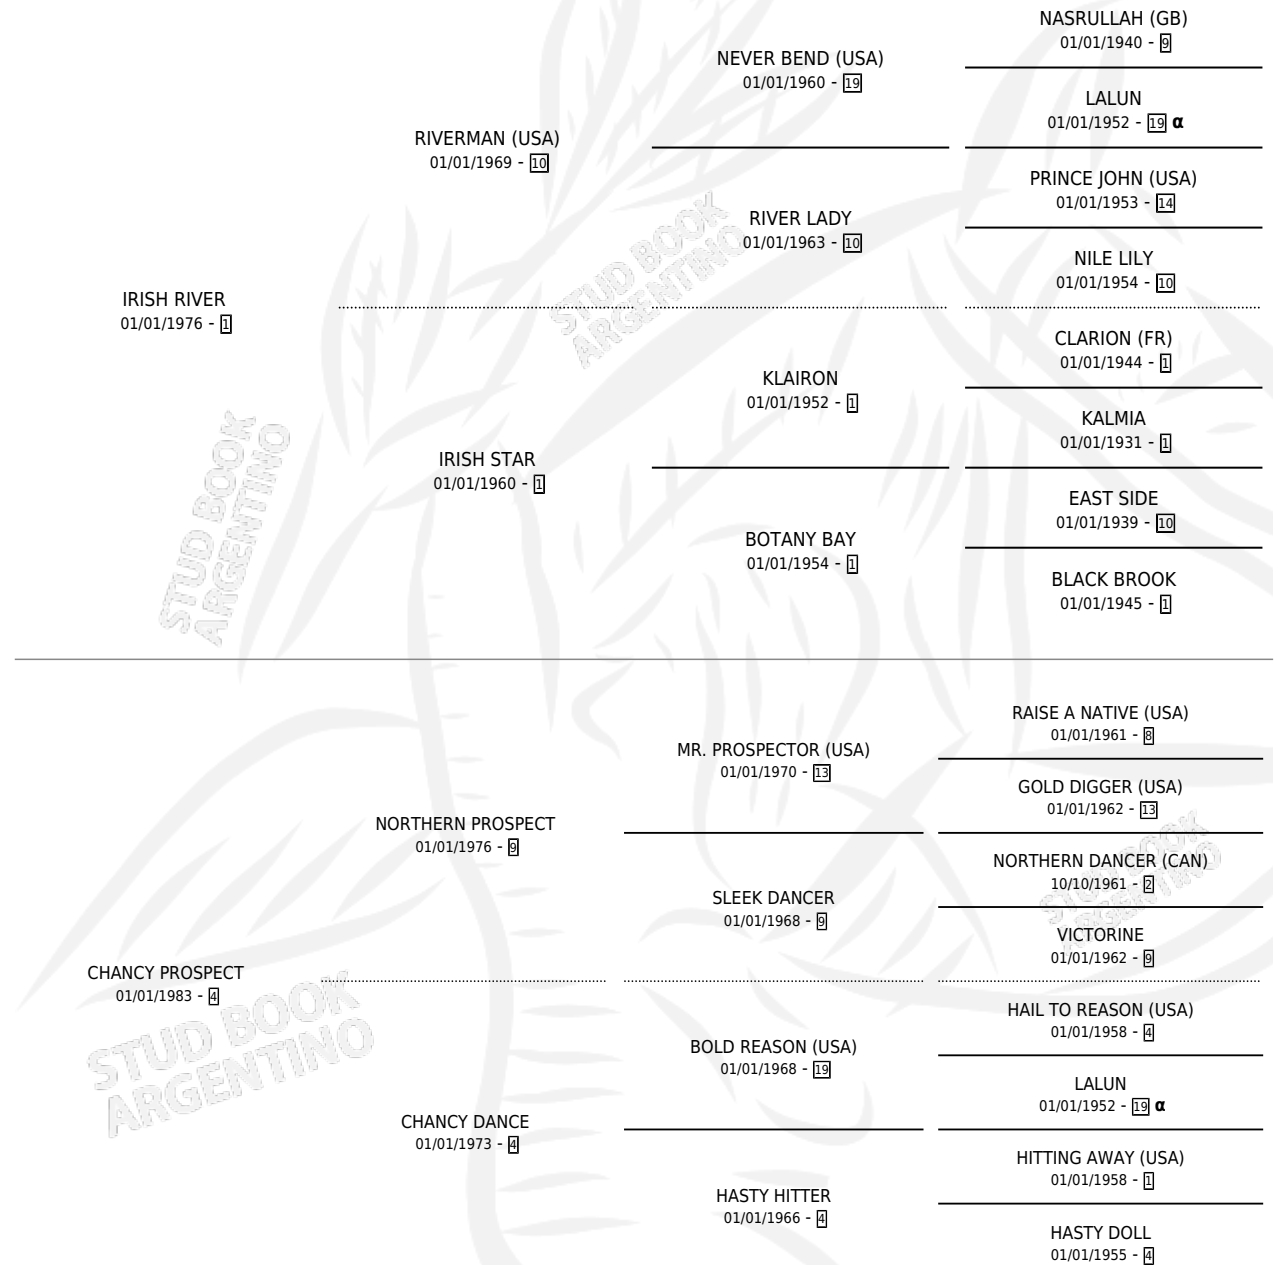 NASRULLAH (GB)
01/01/1940 - 9
NEVER BEND (USA)
01/01/1960 - 19
LALUN
01/01/1952 - 19 α
RIVERMAN (USA)
01/01/1969 - 10
PRINCE JOHN (USA)
01/01/1953 - 14
RIVER LADY
01/01/1963 - 10
NILE LILY
01/01/1954 - 10
STUD BOOK
ARGENTINO
IRISH RIVER
01/01/1976 - 1
CLARION (FR)
01/01/1944 - 1
KLAIRON
01/01/1952 - 1
KALMIA
01/01/1931 - 1
IRISH STAR
01/01/1960 - 1
EAST SIDE
01/01/1939 - 10
BOTANY BAY
01/01/1954 - 1
BLACK BROOK
01/01/1945 - 1
STUD BOOK
ARGENTINO
RAISE A NATIVE (USA)
01/01/1961 - 8
MR. PROSPECTOR (USA)
01/01/1970 - 13
GOLD DIGGER (USA)
01/01/1962 - 13
NORTHERN PROSPECT
01/01/1976 - 9
NORTHERN DANCER (CAN)
10/10/1961 - 2
SLEEK DANCER
01/01/1968 - 9
VICTORINE
01/01/1962 - 9
STUD BOOK
ARGENTINO
CHANCY PROSPECT
01/01/1983 - 4
HAIL TO REASON (USA)
01/01/1958 - 4
BOLD REASON (USA)
01/01/1968 - 19
LALUN
01/01/1952 - 19 α
CHANCY DANCE
01/01/1973 - 4
HITTING AWAY (USA)
01/01/1958 - 1
HASTY HITTER
01/01/1966 - 4
HASTY DOLL
01/01/1955 - 4
STUD BOOK
ARGENTINO